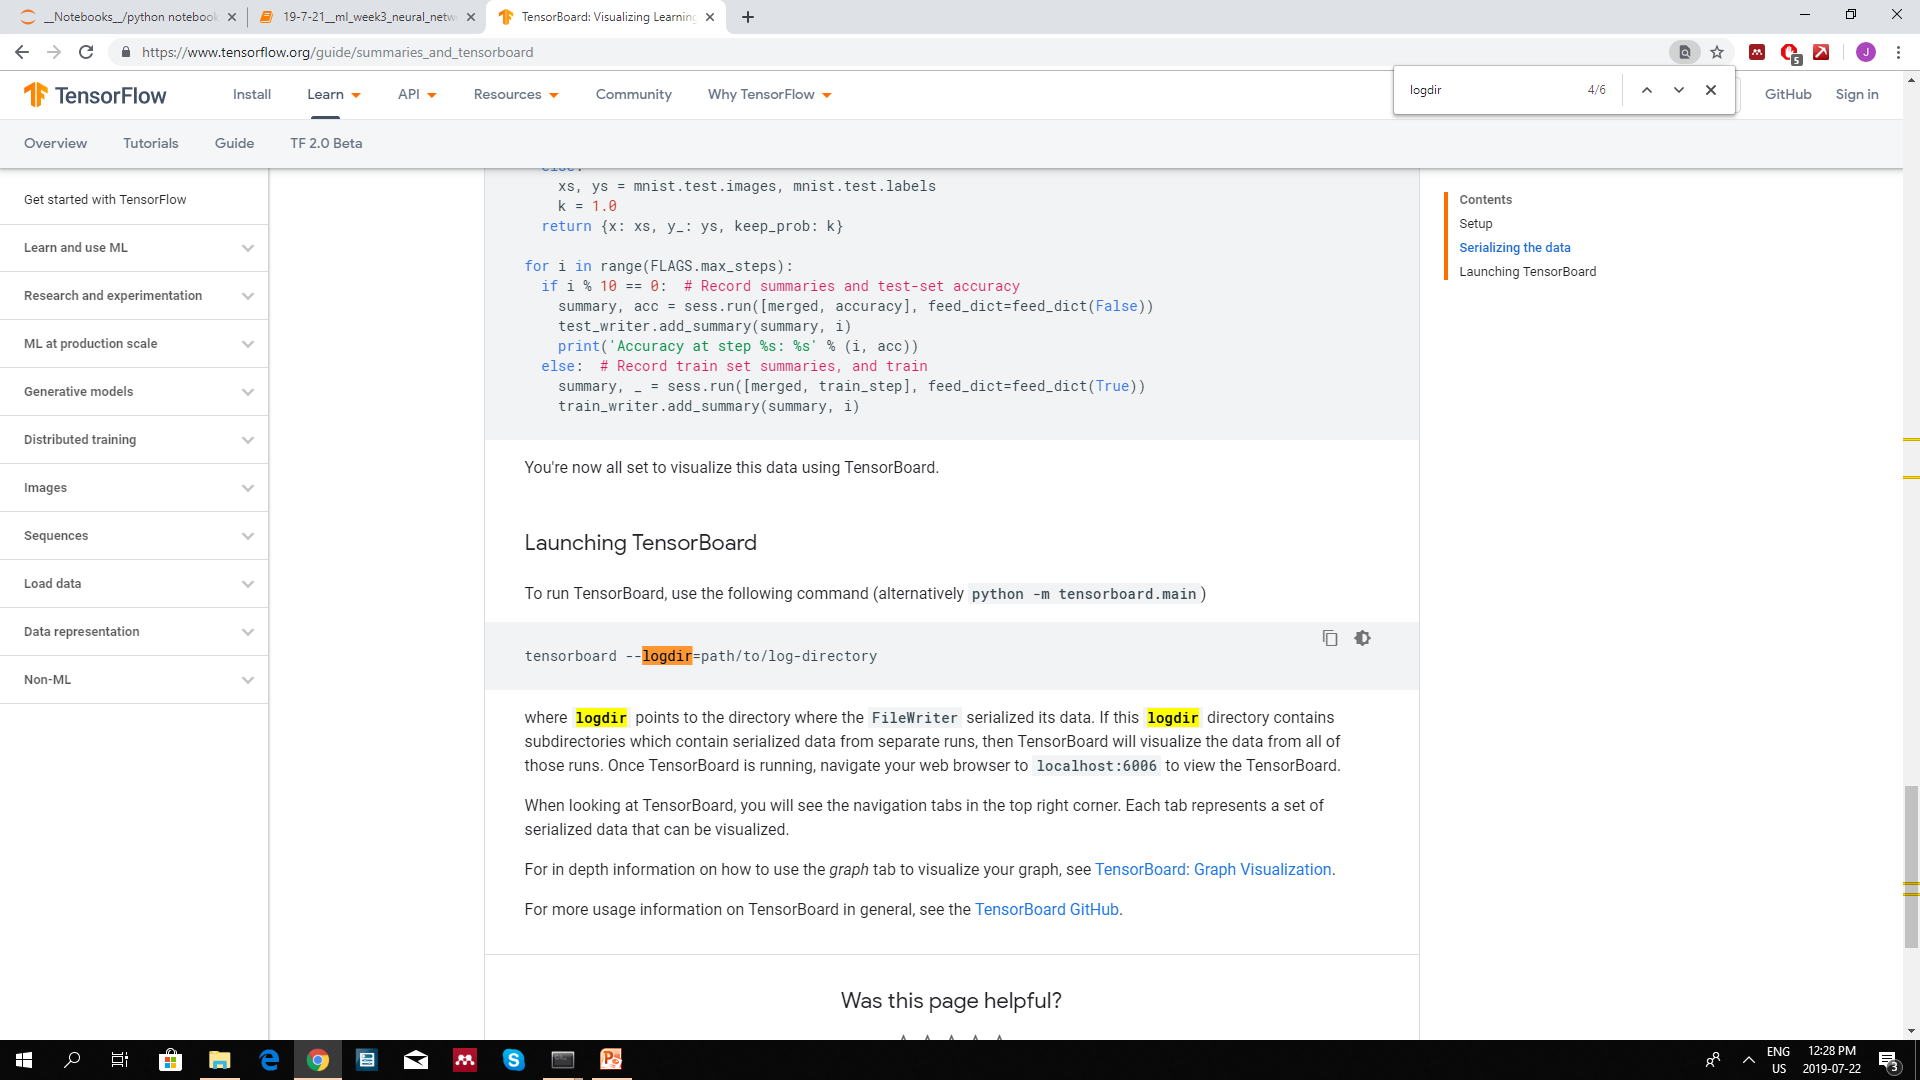 __Notebooks__/python notebook
19-7-21__ml_week3_neural_netw
TensorBoard: Visualizing Learning
https://www.tensorflow.org/guide/summaries_and_tensorboard
5
J
TensorFlow
Install
Learn
API
Resources
Community
Why TensorFlow
logdir
4/6
GitHub
Sign in
Overview
Tutorials
Guide
TF 2.0 Beta
Get started with TensorFlow
Learn and use ML
Research and experimentation
ML at production scale
Generative models
Distributed training
Images
Sequences
Load data
Data representation
Non-ML
else:
xs, ys = mnist.test.images, mnist.test.labels
k = 1.0
return {x: xs, y_: ys, keep_prob: k}
for i in range(FLAGS.max_steps):
if i % 10 == 0:  # Record summaries and test-set accuracy
summary, acc = sess.run([merged, accuracy], feed_dict=feed_dict(False))
test_writer.add_summary(summary, i)
print('Accuracy at step %s: %s' % (i, acc))
else:  # Record train set summaries, and train
summary, _ = sess.run([merged, train_step], feed_dict=feed_dict(True))
train_writer.add_summary(summary, i)
You're now all set to visualize this data using TensorBoard.
Launching TensorBoard
To run TensorBoard, use the following command (alternatively python -m tensorboard.main)
tensorboard --logdir=path/to/log-directory
where logdir points to the directory where the FileWriter serialized its data. If this logdir directory contains
subdirectories which contain serialized data from separate runs, then TensorBoard will visualize the data from all of
those runs. Once TensorBoard is running, navigate your web browser to localhost:6006 to view the TensorBoard.
When looking at TensorBoard, you will see the navigation tabs in the top right corner. Each tab represents a set of
serialized data that can be visualized.
For in depth information on how to use the graph tab to visualize your graph, see TensorBoard: Graph Visualization.
For more usage information on TensorBoard in general, see the TensorBoard GitHub.
Was this page helpful?
Contents
Setup
Serializing the data
Launching TensorBoard
ENG
US
12:28 PM
2019-07-22
3